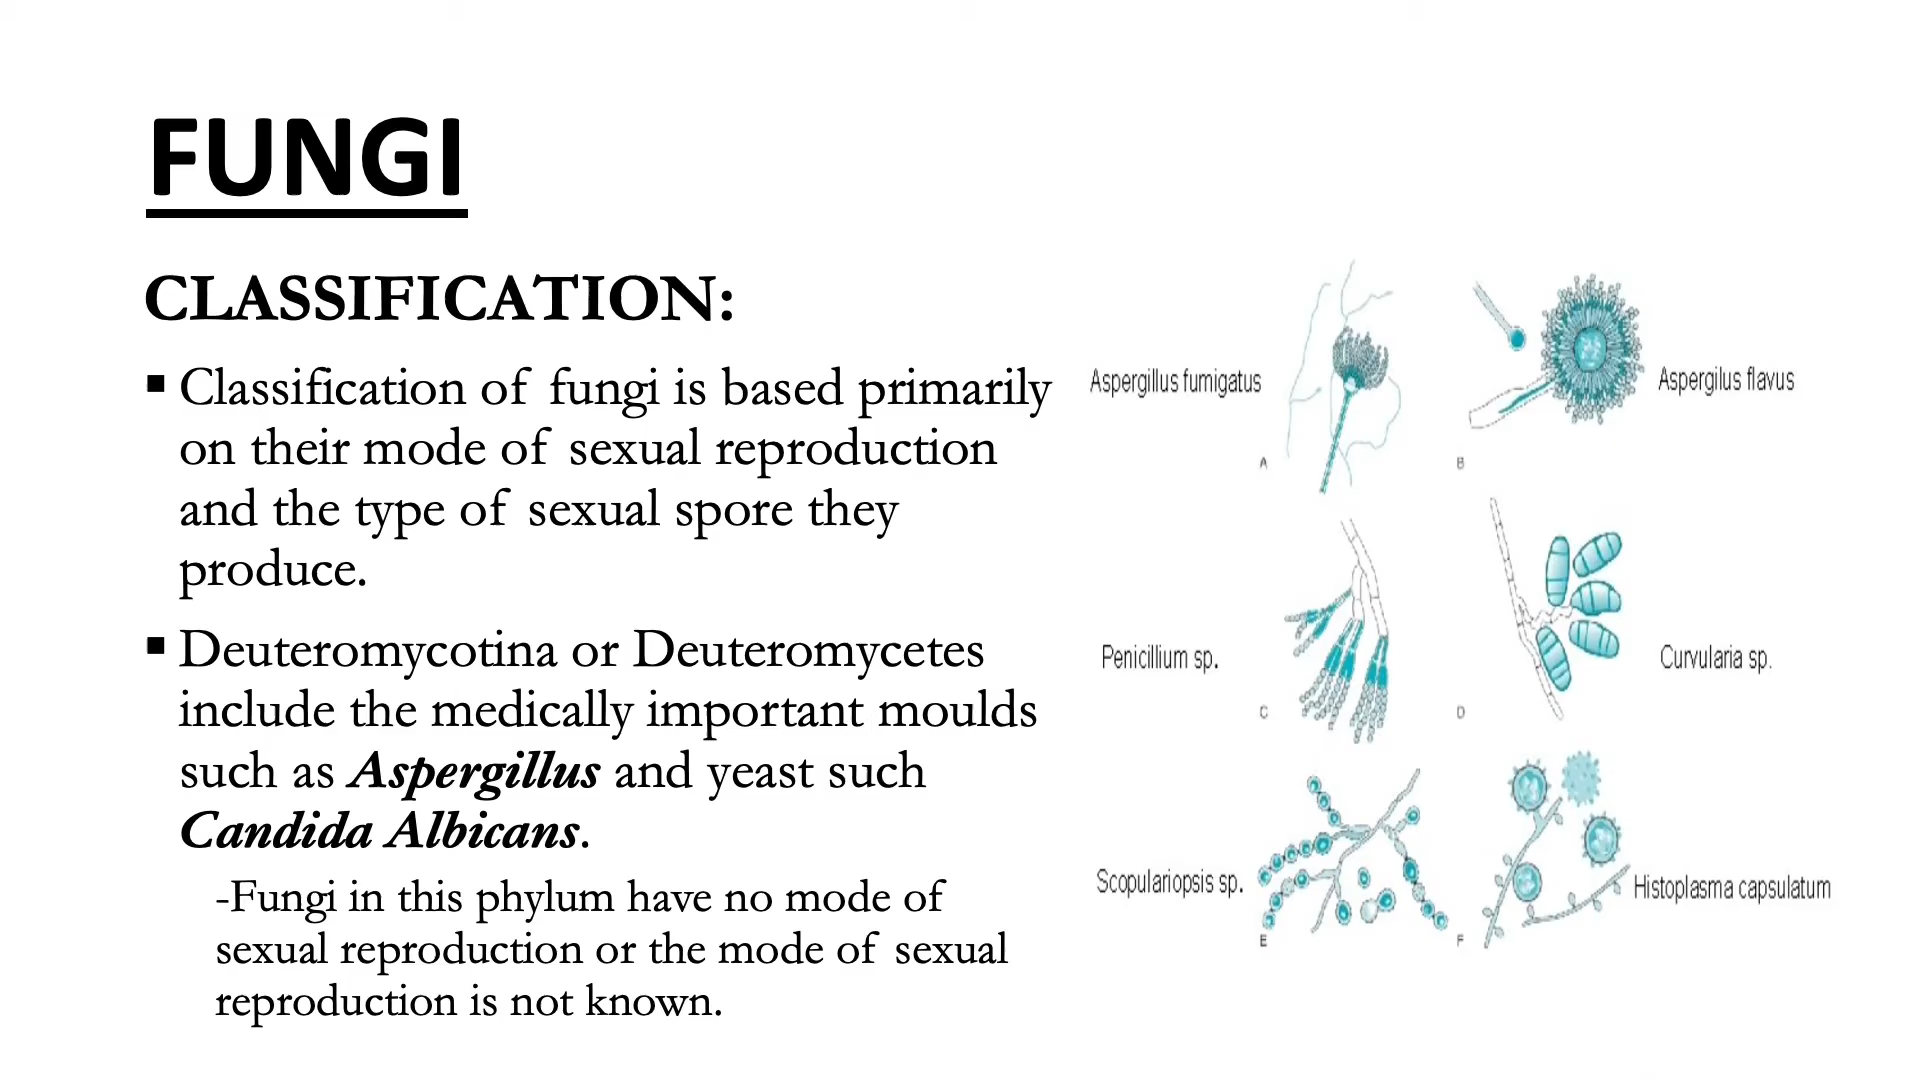 FUNGI
CLASSIFICATION:
▪ Classification of fungi is based primarily
on their mode of sexual reproduction
and the type of sexual spore they
produce.
▪ Deuteromycotina or Deuteromycetes
include the medically important moulds
such as Aspergillus and yeast such
Candida Albicans.
-Fungi in this phylum have no mode of
sexual reproduction or the mode of sexual
reproduction is not known.
Aspergillus fumigatus
A
B
Aspergilus flavus
Penicillium sp.
C
D
Curvularia sp.
Scopulariopsis sp.
E
F
Histoplasma capsulatum